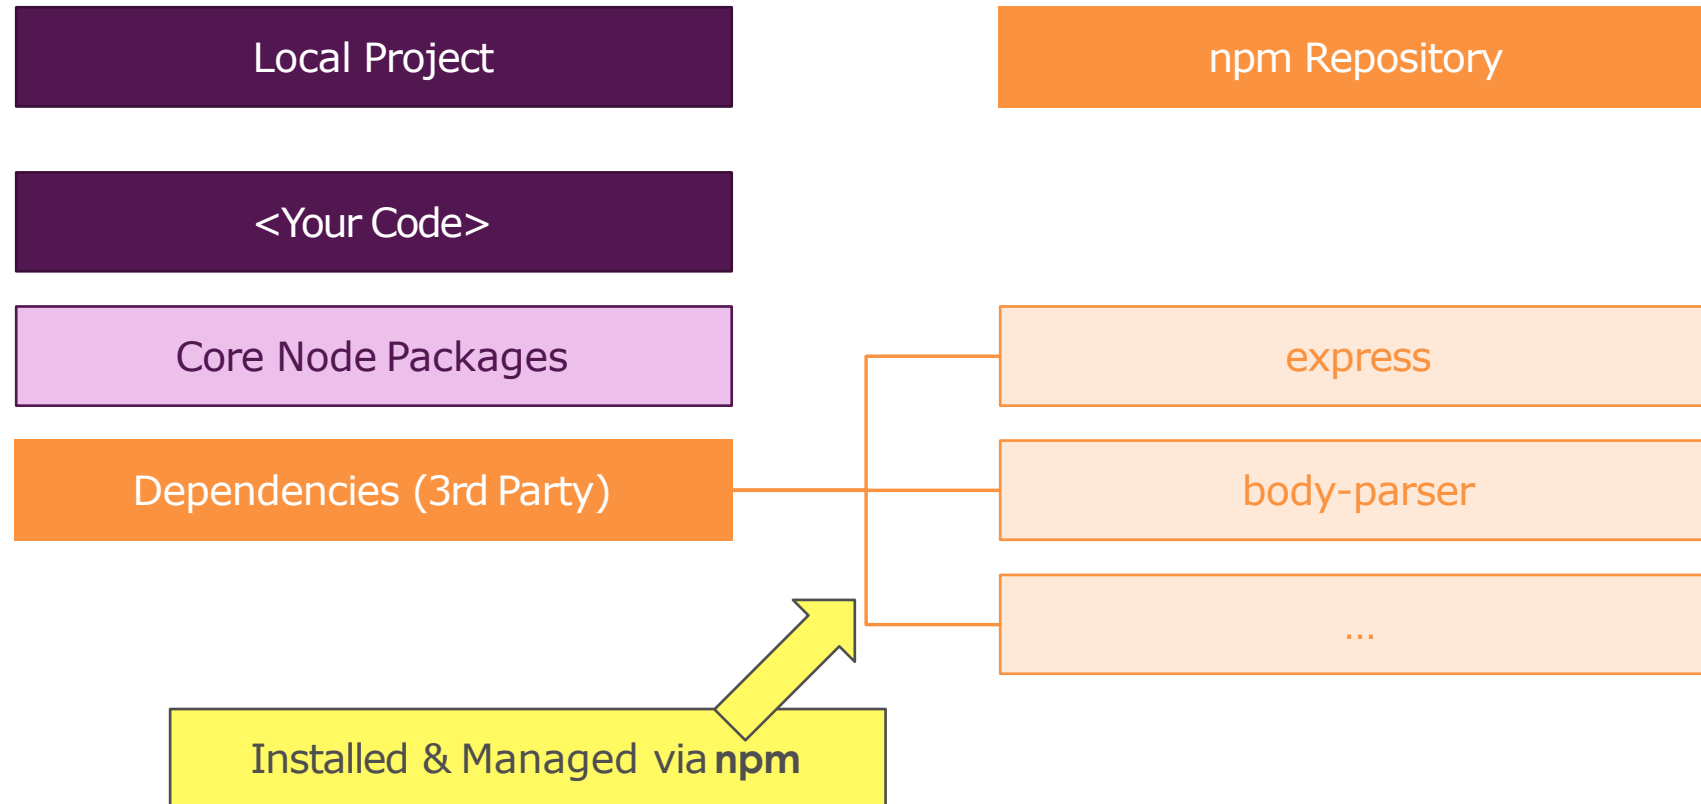 Local Project
npm Repository
<Your Code>
Core Node Packages
express
Dependencies (3rd Party)
body-parser
...
Installed & Managed via npm